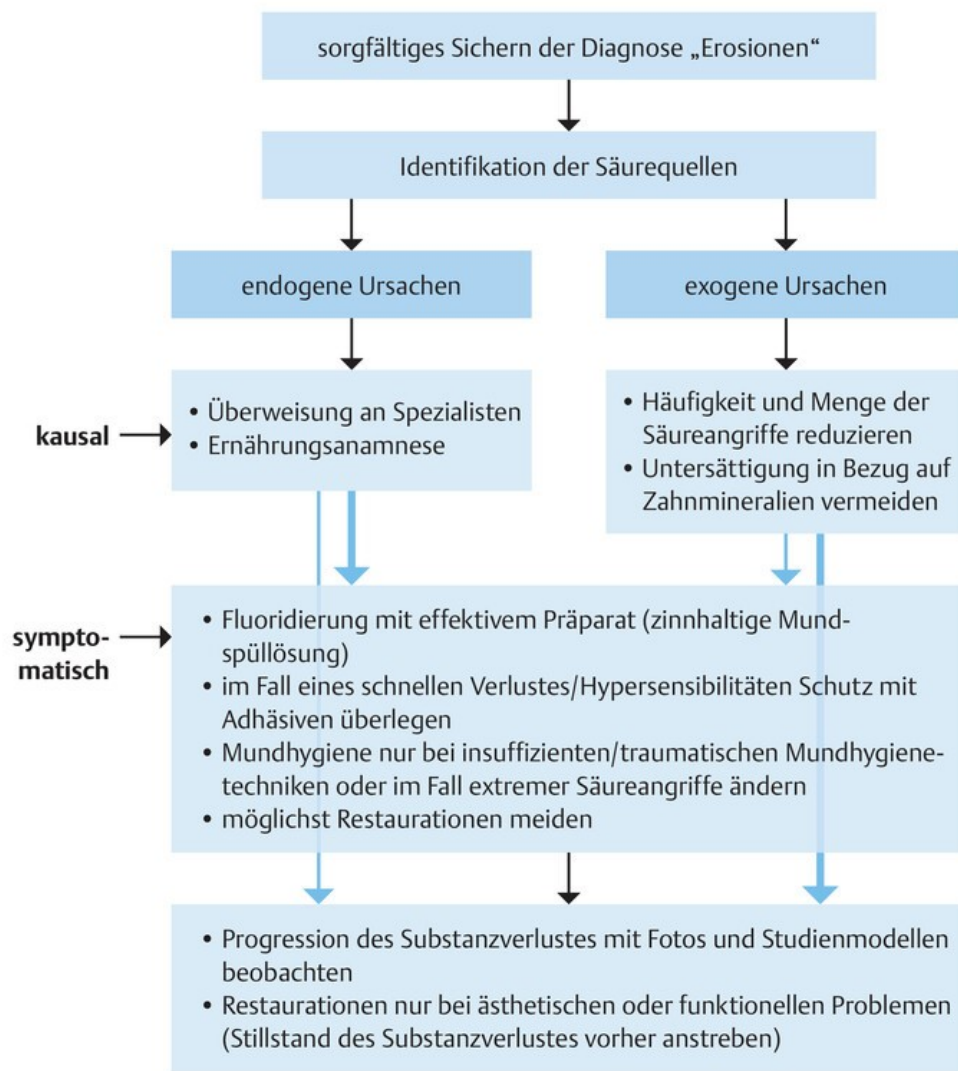 sorgfältiges Sichern der Diagnose „Erosionen“
Identifikation der Säurequellen
endogene Ursachen
exogene Ursachen
kausal
• Überweisung an Spezialisten
• Ernährungsanamnese
• Häufigkeit und Menge der
Säureangriffe reduzieren
• Untersättigung in Bezug auf
Zahnmineralien vermeiden
sympto-
matisch
• Fluoridierung mit effektivem Präparat (zinnhaltige Mund-
spüllösung)
• im Fall eines schnellen Verlustes/Hypersensibilitäten Schutz mit
Adhäsiven überlegen
• Mundhygiene nur bei insuffizienten/traumatischen Mundhygiene-
techniken oder im Fall extremer Säureangriffe ändern
• möglichst Restaurationen meiden
• Progression des Substanzverlustes mit Fotos und Studienmodellen
beobachten
• Restaurationen nur bei ästhetischen oder funktionellen Problemen
(Stillstand des Substanzverlustes vorher anstreben)